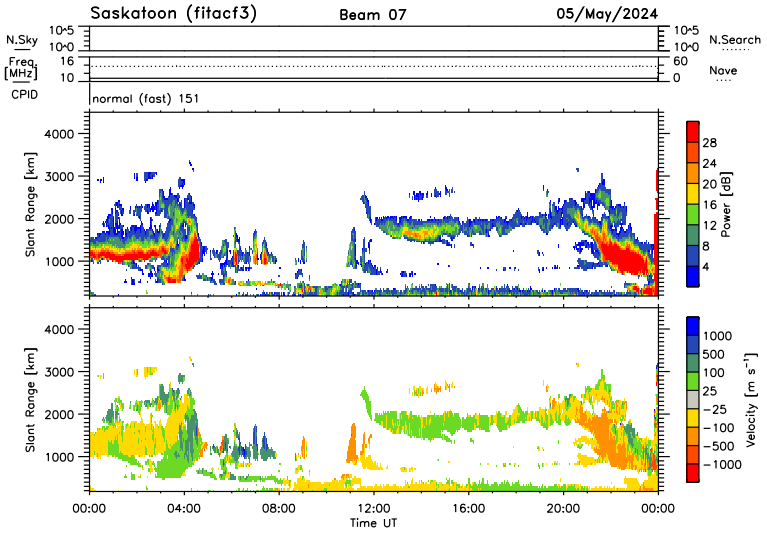 Saskatoon (fitacf3) Beam 07 05/May/2024
N.Sky 10^5 10^5 N.Search
10^0 10^0
Freq. [MHz] 16 60 Nave
10 0
CPID normal (fast) 151
Slant Range [km]
4000
3000
2000
1000
Power [dB]
28
24
20
16
12
8
4
Slant Range [km]
4000
3000
2000
1000
Velocity [m s⁻¹]
1000
500
100
25
−25
−100
−500
−1000
00:00 04:00 08:00 12:00 16:00 20:00 00:00
Time UT